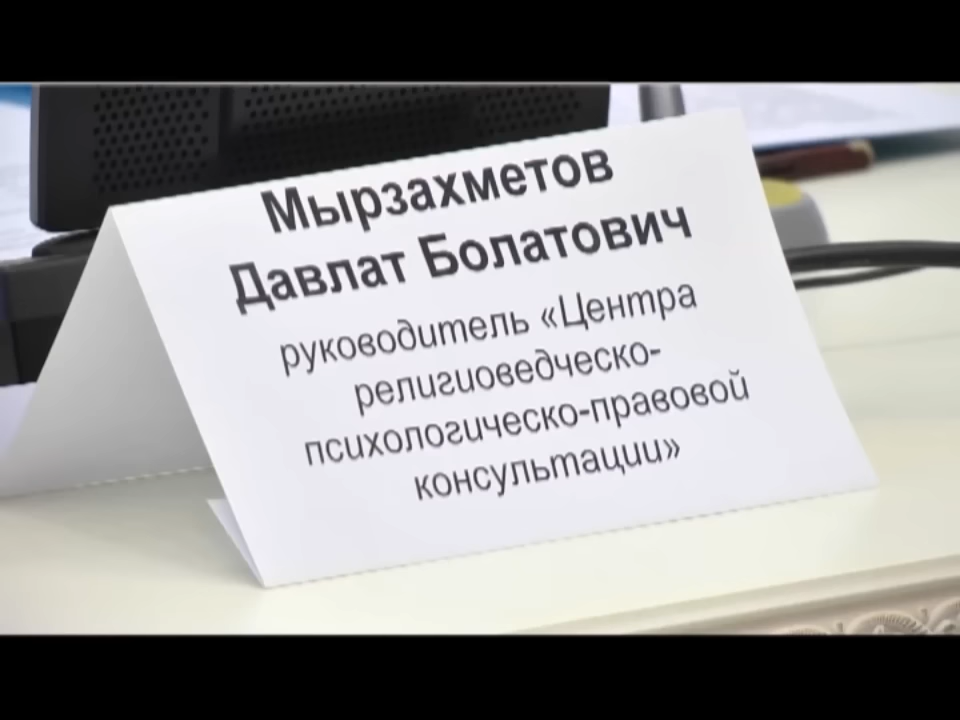 Мырзахметов
Давлат Болатович
руководитель «Центра
религиоведческо-
психологическо-правовой
консультации»